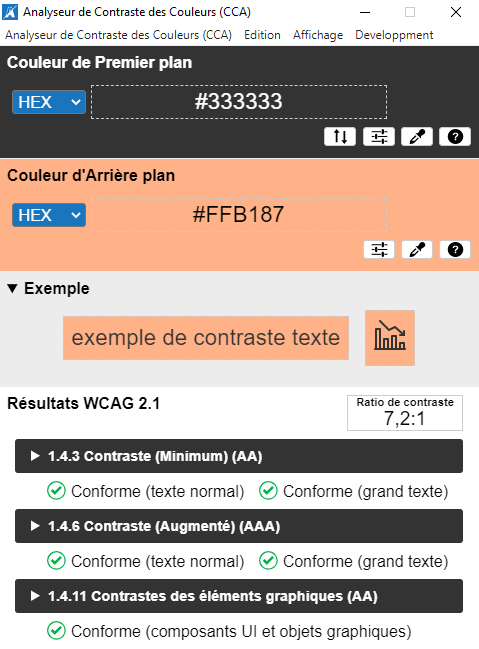 Analyseur de Contraste des Couleurs (CCA)
Analyseur de Contraste des Couleurs (CCA) Edition Affichage Developpment
Couleur de Premier plan
HEX #333333
?
Couleur d'Arrière plan
HEX #FFB187
?
Exemple
exemple de contraste texte
Résultats WCAG 2.1
Ratio de contraste
7,2:1
1.4.3 Contraste (Minimum) (AA)
Conforme (texte normal) Conforme (grand texte)
1.4.6 Contraste (Augmenté) (AAA)
Conforme (texte normal) Conforme (grand texte)
1.4.11 Contrastes des éléments graphiques (AA)
Conforme (composants UI et objets graphiques)